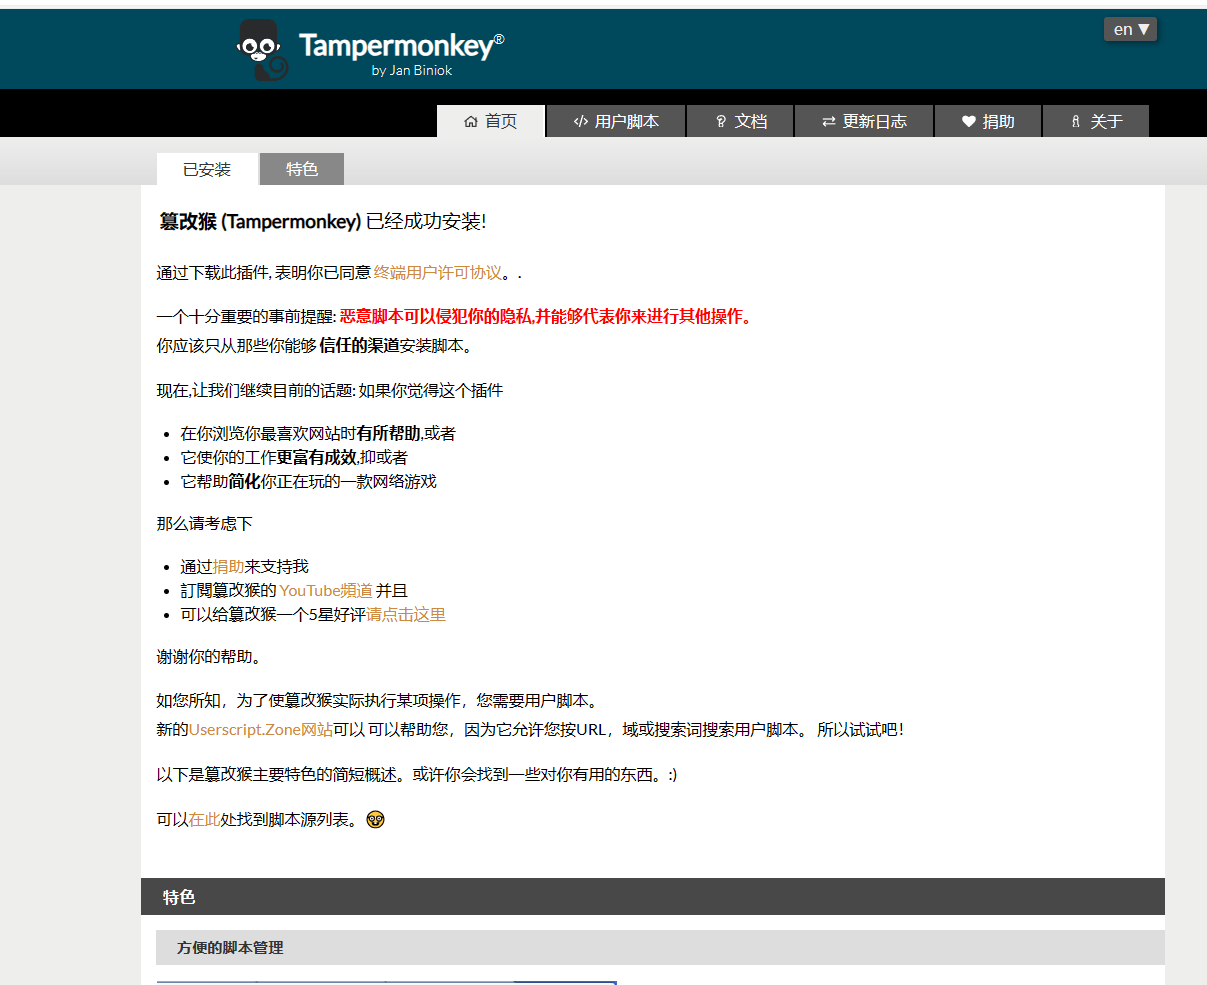 Tampermonkey®
by Jan Biniok
en ▼
首页
用户脚本
文档
更新日志
捐助
关于
已安装
特色
篡改猴 (Tampermonkey) 已经成功安装!
通过下载此插件, 表明你已同意 终端用户许可协议。 .
一个十分重要的事前提醒: 恶意脚本可以侵犯你的隐私,并能够代表你来进行其他操作。
你应该只从那些你能够 信任的渠道安装脚本。
现在,让我们继续目前的话题: 如果你觉得这个插件
• 在你浏览你最喜欢网站时有所帮助,或者
• 它使你的工作更富有成效,抑或者
• 它帮助简化你正在玩的一款网络游戏
那么请考虑下
• 通过捐助来支持我
• 訂閱篡改猴的 YouTube頻道 并且
• 可以给篡改猴一个5星好评请点击这里
谢谢你的帮助。
如您所知，为了使篡改猴实际执行某项操作，您需要用户脚本。
新的Userscript.Zone网站可以 可以帮助您，因为它允许您按URL，域或搜索词搜索用户脚本。 所以试试吧！
以下是篡改猴主要特色的简短概述。或许你会找到一些对你有用的东西。:)
可以在此处找到脚本源列表。
特色
方便的脚本管理